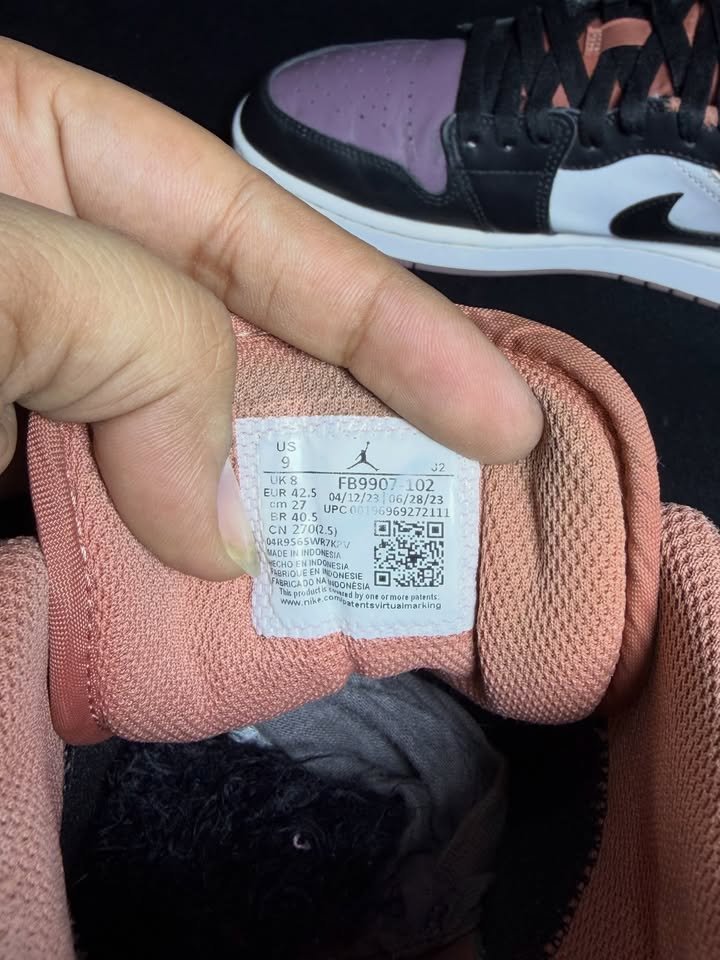 US
9
J2
UK 8
FB9907-102
EUR 42.5
04/12/23 | 06/28/23
cm 27
UPC 00196969272111
BR 40.5
CN 270(2.5)
MADE IN INDONESIA
HECHO EN INDONESIA
FABRIQUE EN INDONESIE
FABRICADO NA INDONÉSIA
This product is covered by one or more patents:
www.nike.com/patentsvirtualmarking